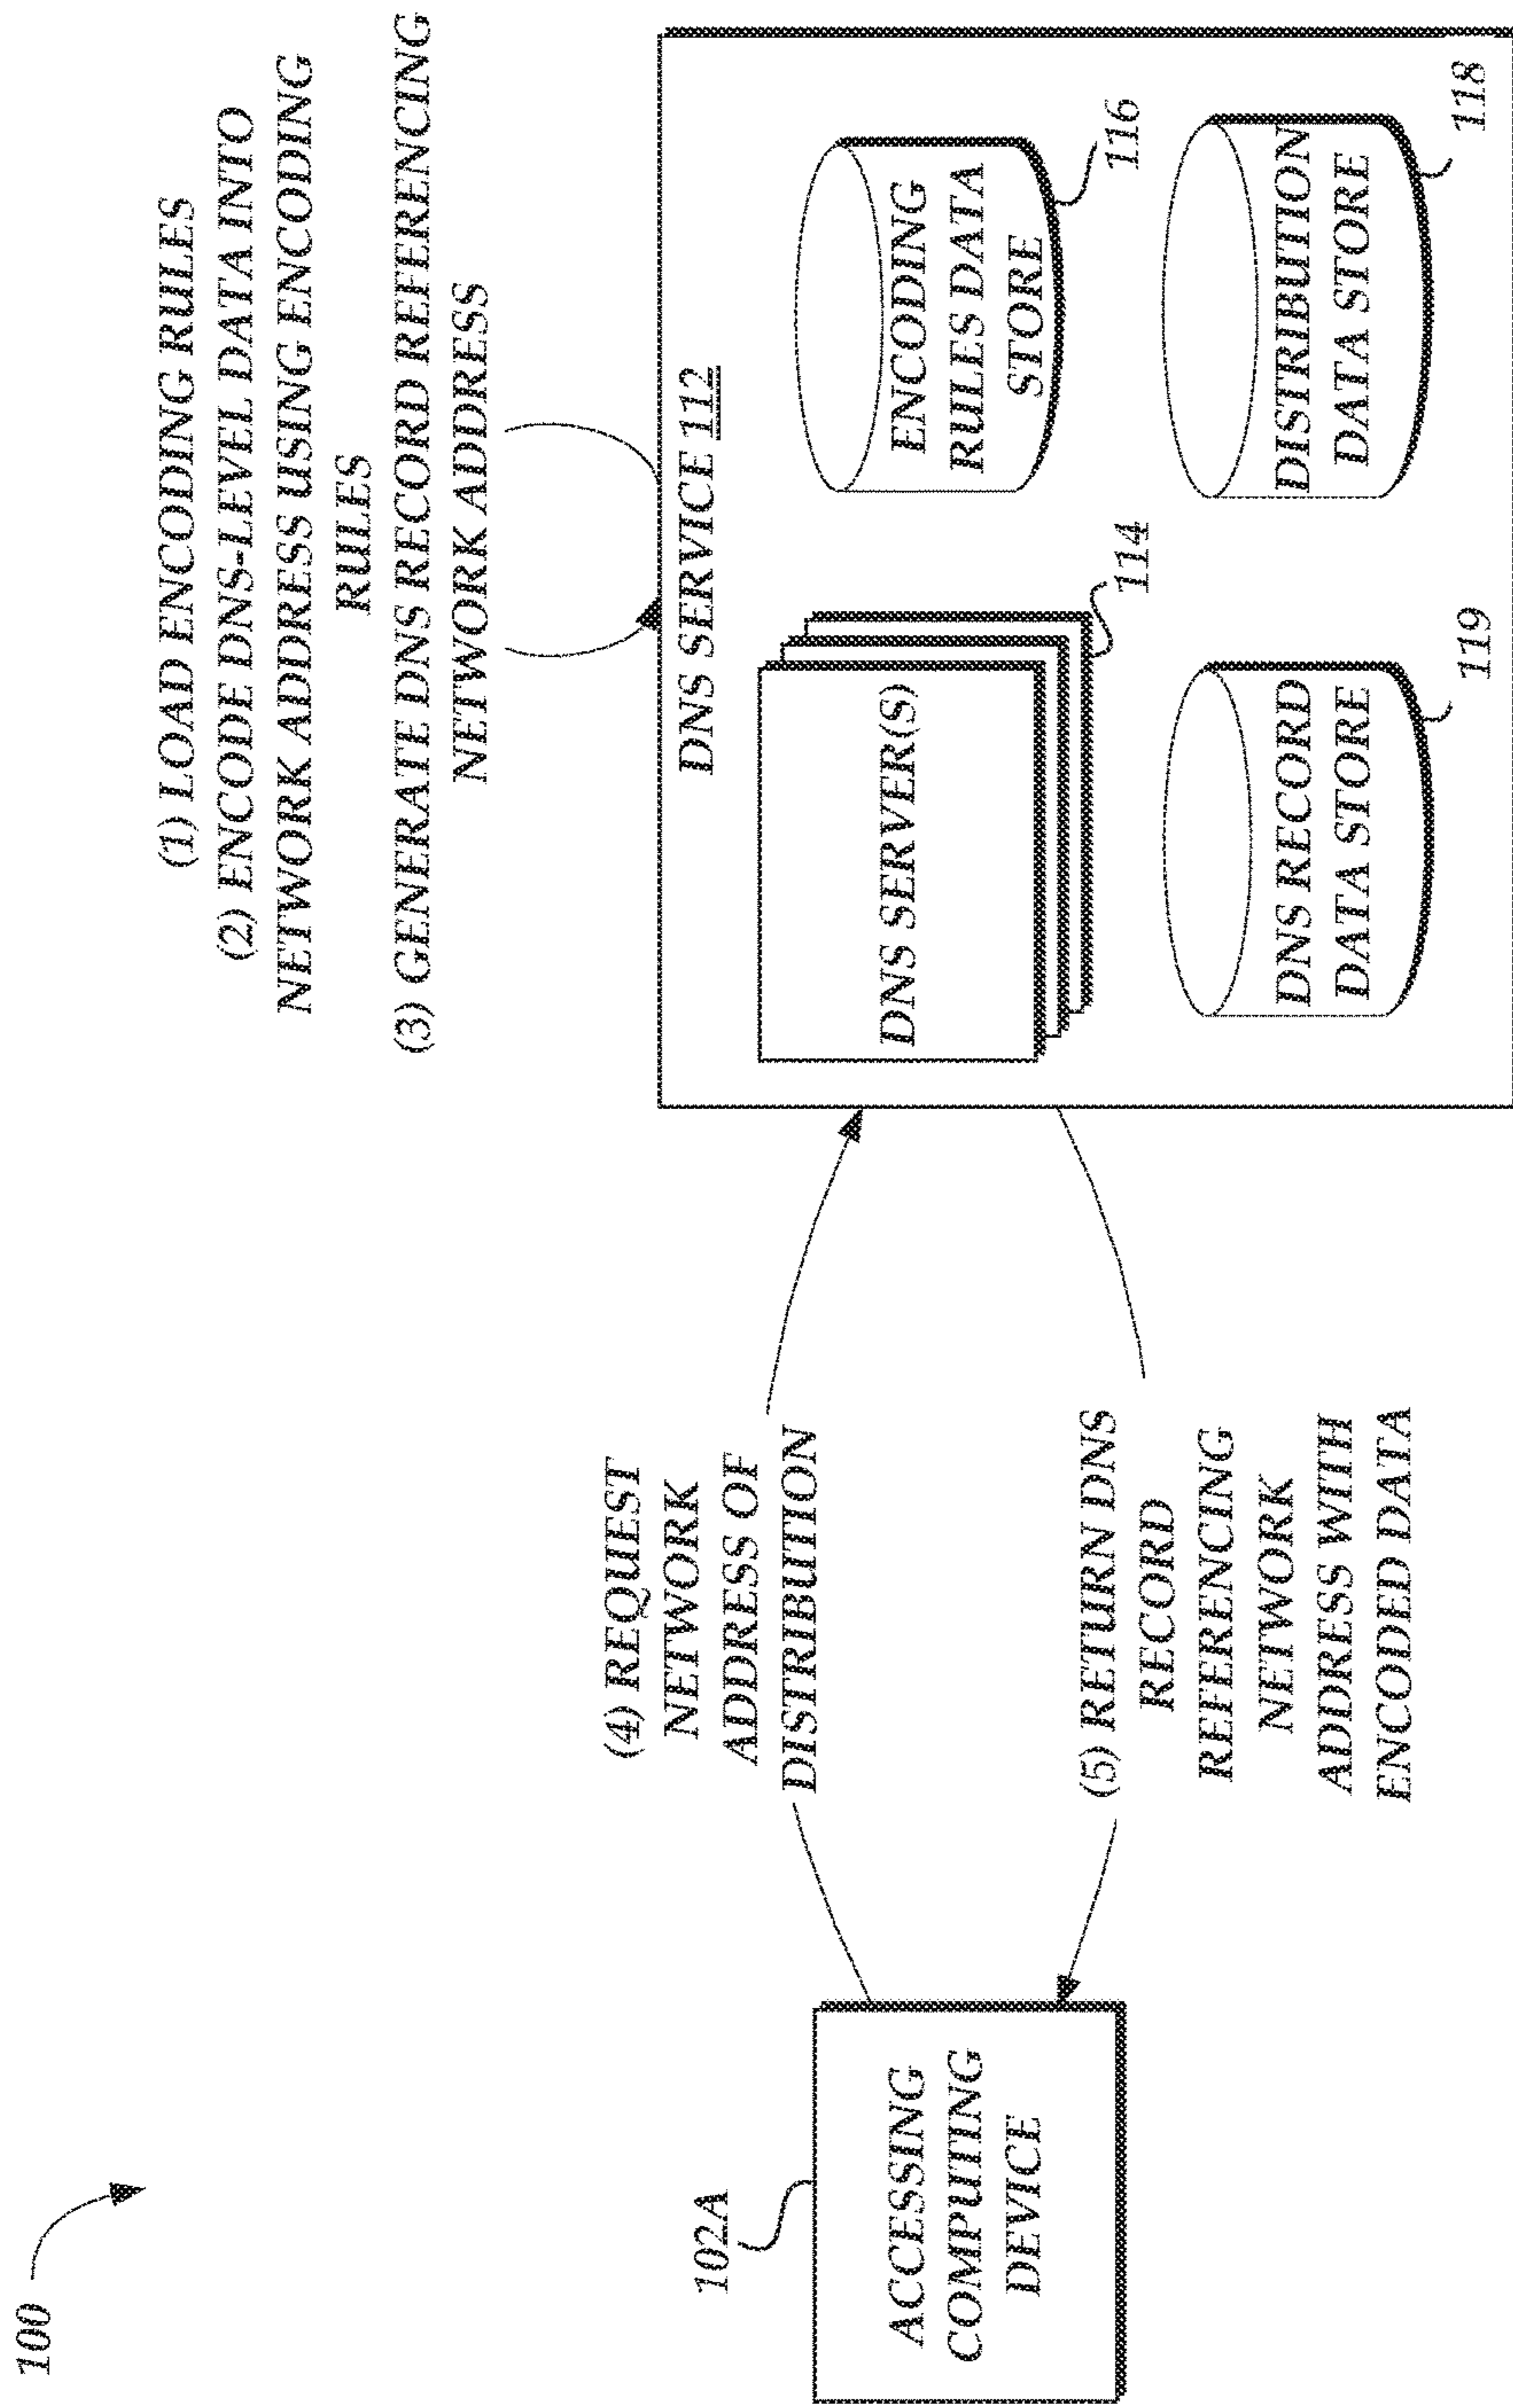 100
(1) LOAD ENCODING RULES
(2) ENCODE DNS-LEVEL DATA INTO
NETWORK ADDRESS USING ENCODING
RULES
(3) GENERATE DNS RECORD REFERENCING
NETWORK ADDRESS
102A
ACCESSING
COMPUTING
DEVICE
(4) REQUEST
NETWORK
ADDRESS OF
DISTRIBUTION
(5) RETURN DNS
RECORD
REFERENCING
NETWORK
ADDRESS WITH
ENCODED DATA
DNS SERVICE 112
DNS SERVER(S)
114
ENCODING
RULES DATA
STORE
116
DNS RECORD
DATA STORE
119
DISTRIBUTION
DATA STORE
118